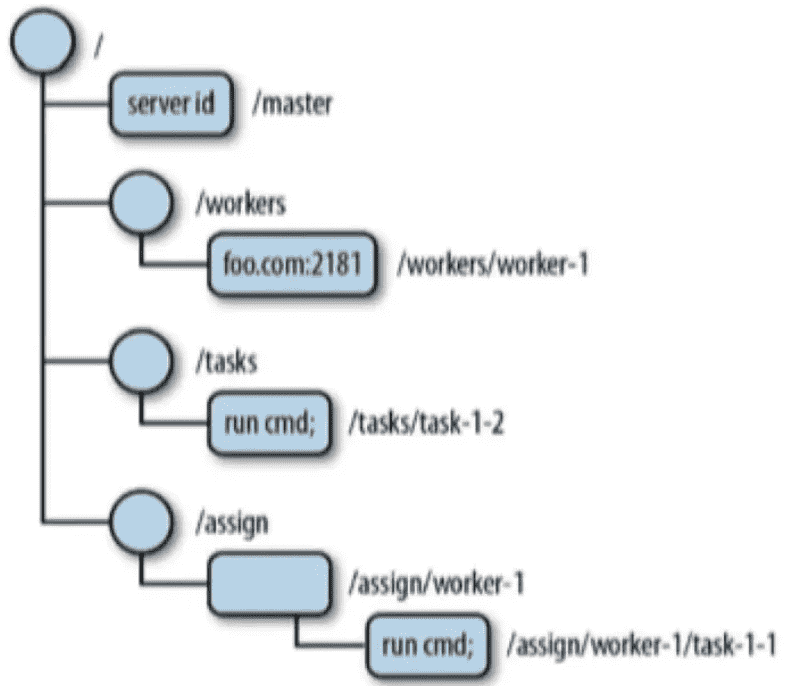 /
server id /master
/workers
foo.com:2181 /workers/worker-1
/tasks
run cmd; /tasks/task-1-2
/assign
/assign/worker-1
run cmd; /assign/worker-1/task-1-1